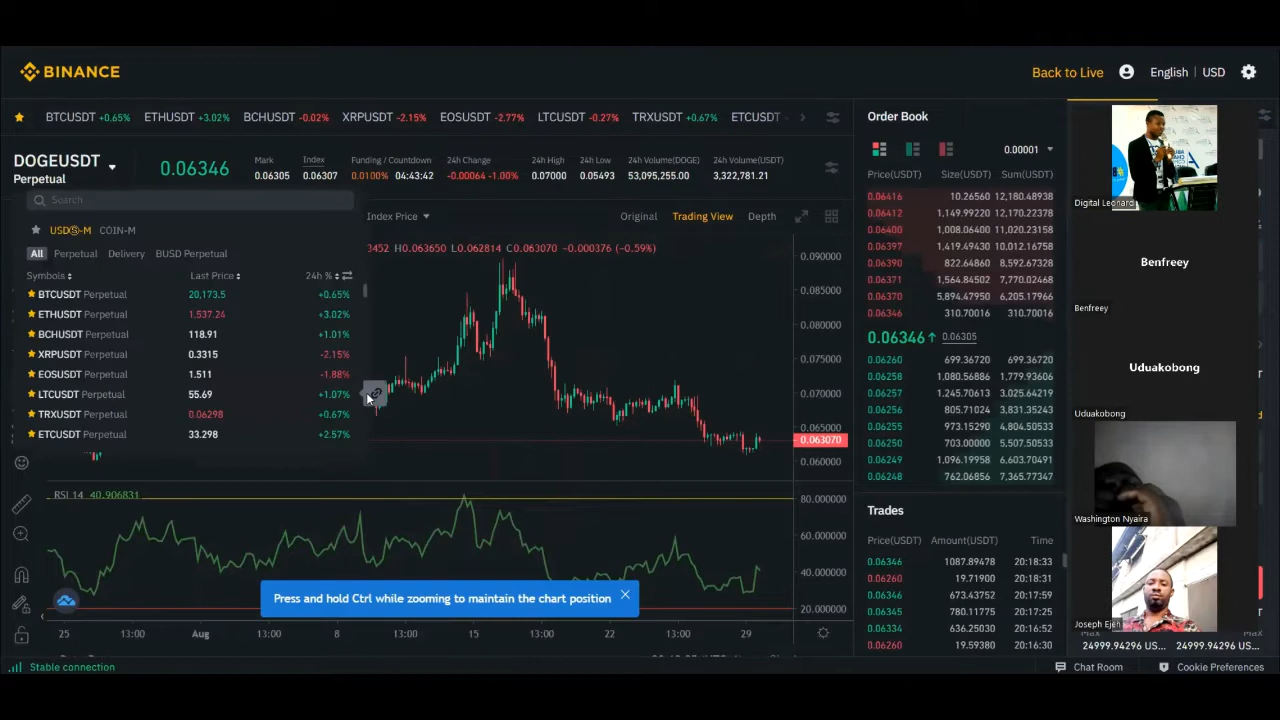 BINANCE
Back to Live English USD
BTCUSDT +0.65% ETHUSDT +3.02% BCHUSDT -0.02% XRPUSDT -2.15% EOSUSDT -2.77% LTCUSDT -0.27% TRXUSDT +0.67% ETCUSDT
DOGEUSDT
Perpetual
0.06346
Mark
0.06305
Index
0.06307
Funding / Countdown
0.0100% 04:43:42
24h Change
-0.00064 -1.00%
24h High
0.07000
24h Low
0.05493
24h Volume(DOGE)
53,095,255.00
24h Volume(USDT)
3,322,781.21
Search
USDⓈ-M COIN-M
All Perpetual Delivery BUSD Perpetual
Symbols Last Price 24h %
BTCUSDT Perpetual 20,173.5 +0.65%
ETHUSDT Perpetual 1,537.24 +3.02%
BCHUSDT Perpetual 118.91 +1.01%
XRPUSDT Perpetual 0.3315 -2.15%
EOSUSDT Perpetual 1.511 -1.88%
LTCUSDT Perpetual 55.69 +1.07%
TRXUSDT Perpetual 0.06298 +0.67%
ETCUSDT Perpetual 33.298 +2.57%
Index Price Original Trading View Depth
3452 H0.063650 L0.062814 C0.063070 -0.000376 (-0.59%)
0.090000
0.085000
0.080000
0.075000
0.070000
0.065000
0.063070
0.060000
RSI 14 40.906831
80.000000
60.000000
40.000000
20.000000
Press and hold Ctrl while zooming to maintain the chart position
25 13:00 Aug 13:00 8 13:00 15 13:00 22 13:00 29
Stable connection
Order Book
0.00001
Price(USDT) Size(USDT) Sum(USDT)
0.06416 10.26560 12,180.48938
0.06412 1,149.99220 12,170.22378
0.06400 1,008.06400 11,020.23158
0.06397 1,419.49430 10,012.16758
0.06390 822.64860 8,592.67328
0.06371 1,564.84502 7,770.02468
0.06370 5,894.47950 6,205.17966
0.06346 310.70016 310.70016
0.06346↑ 0.06305
0.06260 699.36720 699.36720
0.06258 1,080.56886 1,779.93606
0.06257 1,245.70613 3,025.64219
0.06256 805.71024 3,831.35243
0.06255 973.15290 4,804.50533
0.06250 703.00000 5,507.50533
0.06249 1,096.19958 6,603.70491
0.06248 762.06856 7,365.77347
Trades
Price(USDT) Amount(USDT) Time
0.06346 1087.89478 20:18:33
0.06260 19.71900 20:18:31
0.06346 673.43752 20:17:59
0.06345 780.11775 20:17:25
0.06334 636.25030 20:16:52
0.06260 19.59380 20:16:30
Digital Leonard
Benfreey
Benfreey
Uduakobong
Uduakobong
Washington Nyaira
Joseph Ejeh
24999.94296 US... 24999.94296 US...
Chat Room Cookie Preferences